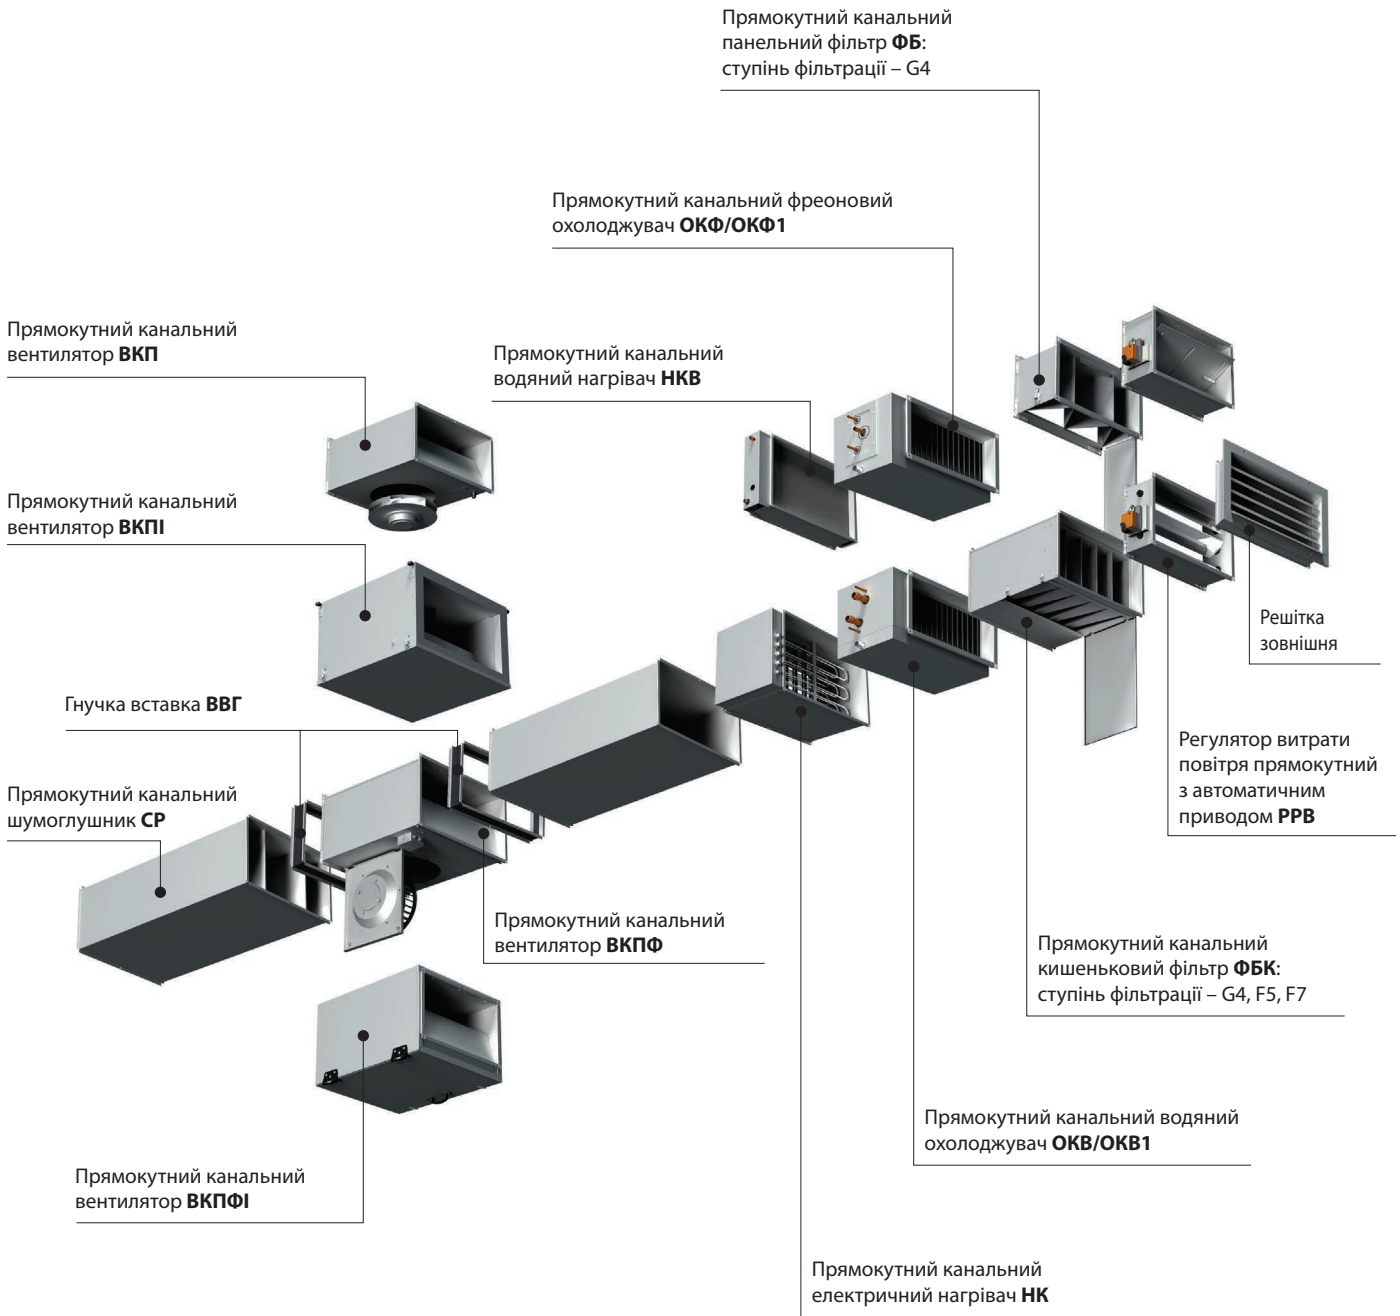 Прямокутний канальний
панельний фільтр ФБ:
ступінь фільтрації – G4
Прямокутний канальний фреоновий
охолоджувач ОКФ/ОКФ1
Прямокутний канальний
вентилятор ВКП
Прямокутний канальний
водяний нагрівач НКВ
Прямокутний канальний
вентилятор ВКПІ
Решітка
зовнішня
Гнучка вставка ВВГ
Регулятор витрати
повітря прямокутний
з автоматичним
приводом РРВ
Прямокутний канальний
шумоглушник СР
Прямокутний канальний
вентилятор ВКПФ
Прямокутний канальний
кишеньковий фільтр ФБК:
ступінь фільтрації – G4, F5, F7
Прямокутний канальний водяний
охолоджувач ОКВ/ОКВ1
Прямокутний канальний
вентилятор ВКПФІ
Прямокутний канальний
електричний нагрівач НК